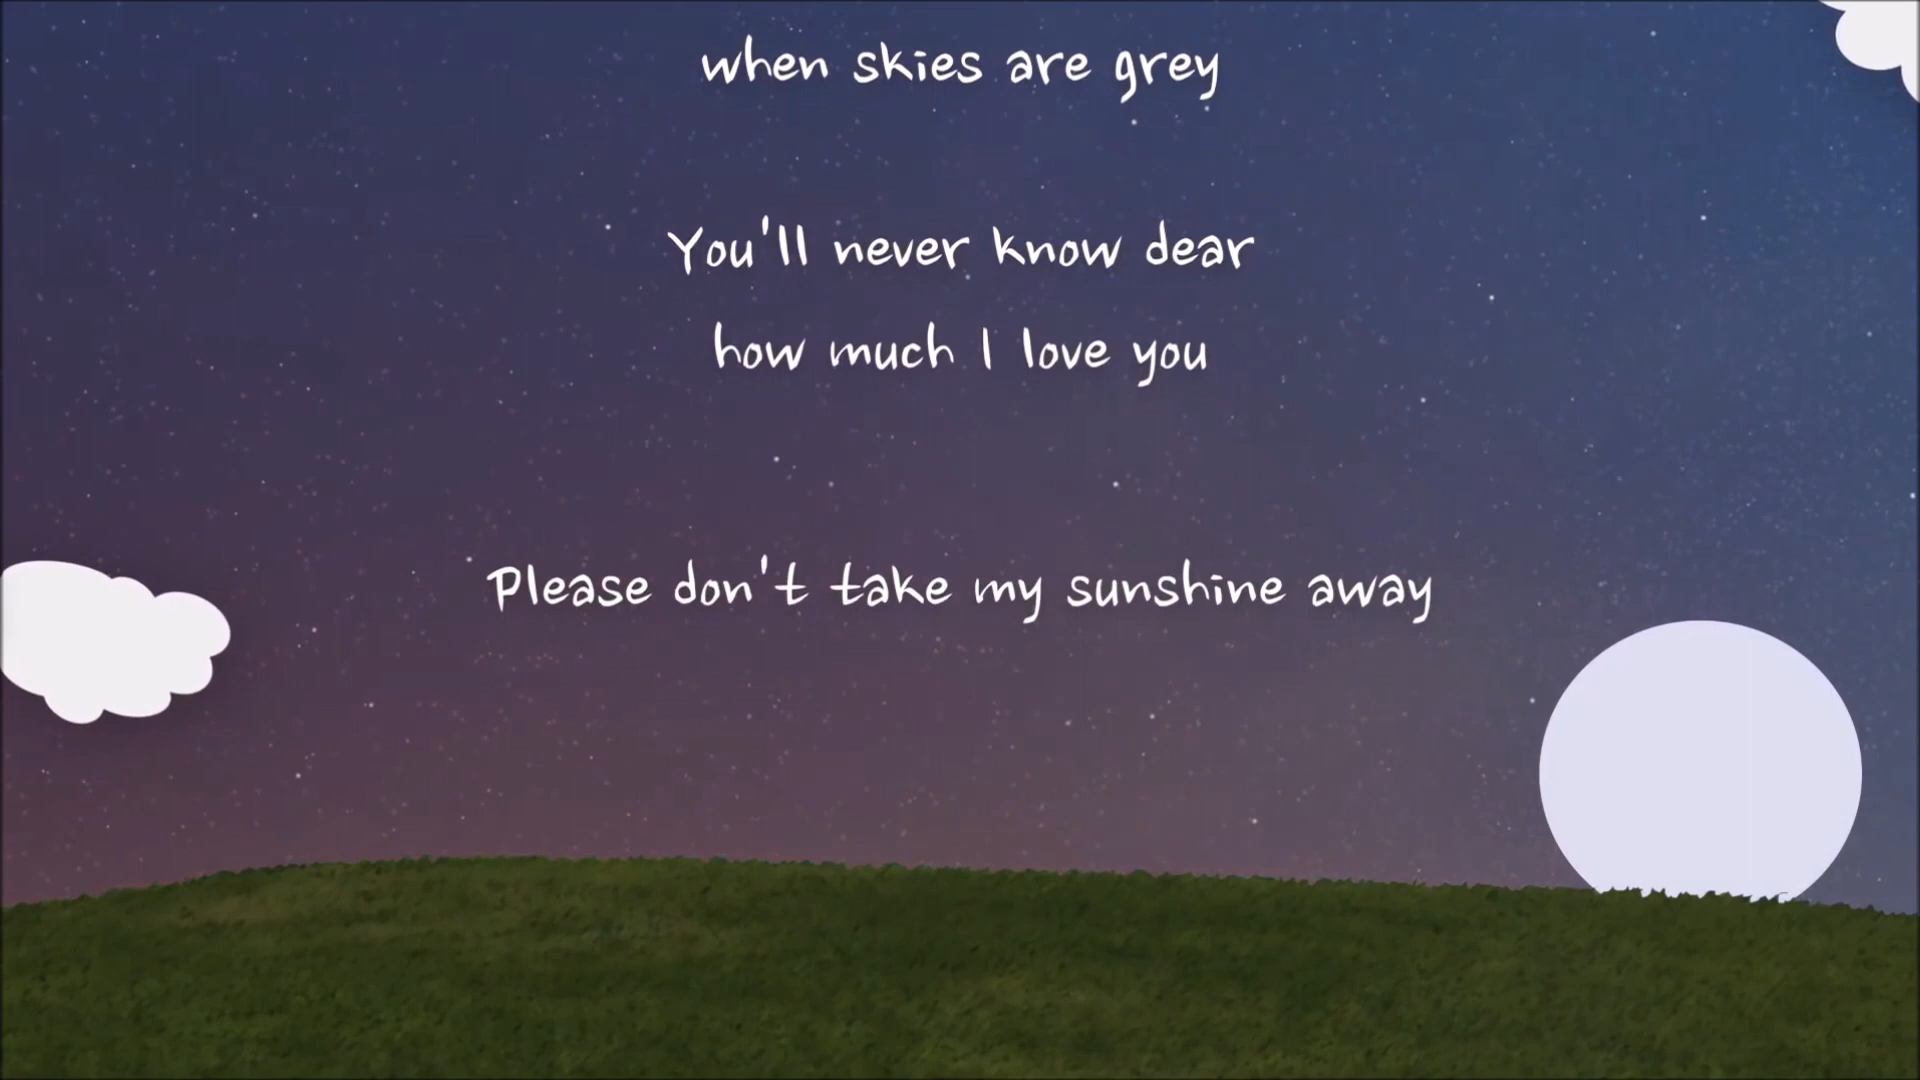 when skies are grey
You'll never know dear
how much I love you
Please don't take my sunshine away